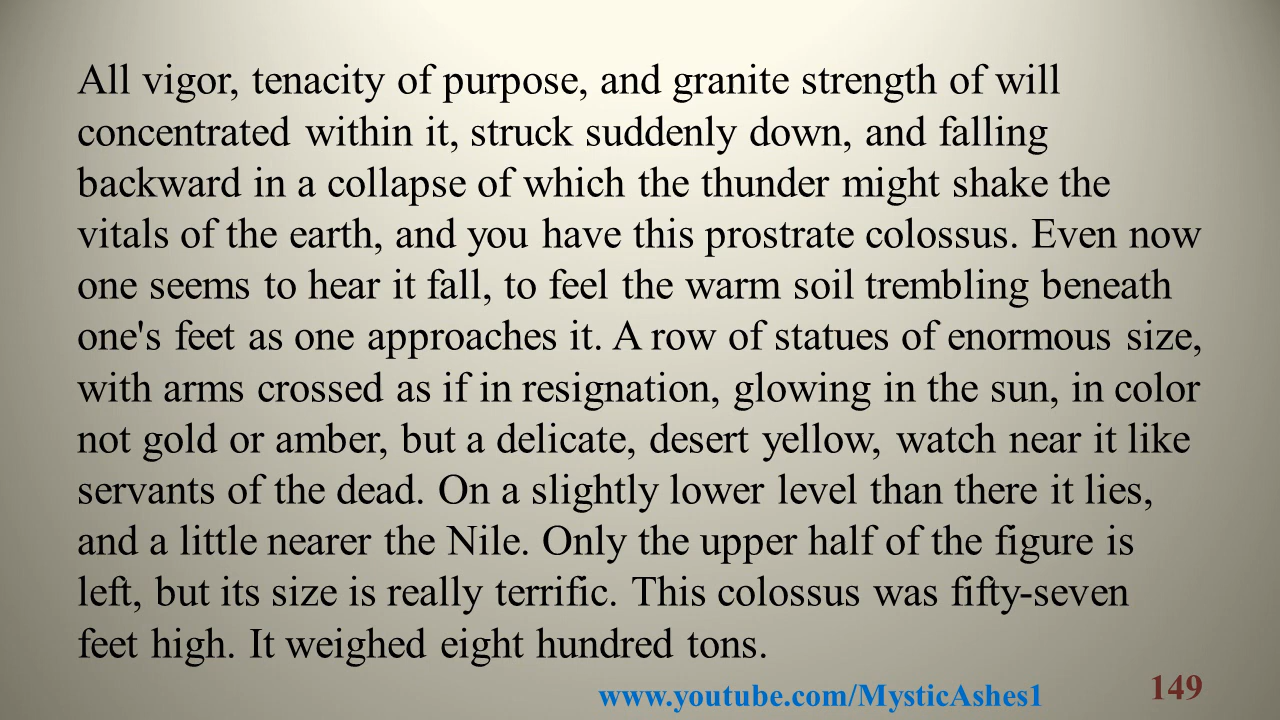 All vigor, tenacity of purpose, and granite strength of will
concentrated within it, struck suddenly down, and falling
backward in a collapse of which the thunder might shake the
vitals of the earth, and you have this prostrate colossus. Even now
one seems to hear it fall, to feel the warm soil trembling beneath
one's feet as one approaches it. A row of statues of enormous size,
with arms crossed as if in resignation, glowing in the sun, in color
not gold or amber, but a delicate, desert yellow, watch near it like
servants of the dead. On a slightly lower level than there it lies,
and a little nearer the Nile. Only the upper half of the figure is
left, but its size is really terrific. This colossus was fifty-seven
feet high. It weighed eight hundred tons.
www.youtube.com/MysticAshes1
149